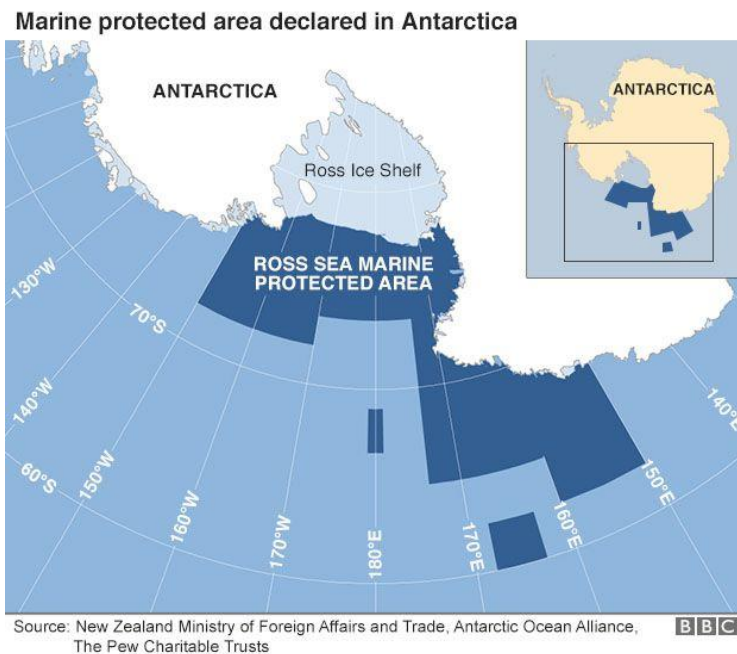 Marine protected area declared in Antarctica
ANTARCTICA
ANTARCTICA
Ross Ice Shelf
ROSS SEA MARINE
PROTECTED AREA
130°W
70°S
140°W
140°E
60°S
150°W
160°W
170°W
180°E
170°E
160°E
150°E
Source: New Zealand Ministry of Foreign Affairs and Trade, Antarctic Ocean Alliance,
The Pew Charitable Trusts
BBC